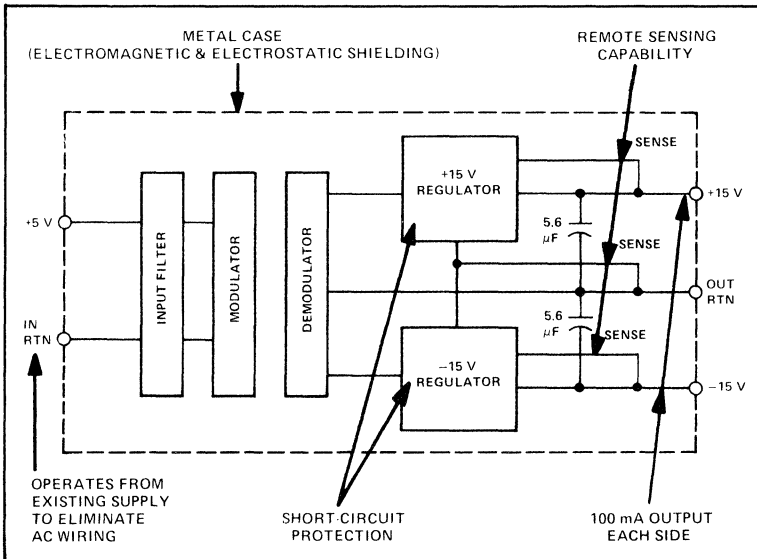 METAL CASE
(ELECTROMAGNETIC & ELECTROSTATIC SHIELDING)
REMOTE SENSING
CAPABILITY
SENSE
+15 V
REGULATOR
+15 V
+5 V
5.6
μF
INPUT FILTER
MODULATOR
DEMODULATOR
SENSE
OUT
RTN
IN
RTN
5.6
μF
SENSE
−15 V
REGULATOR
−15 V
OPERATES FROM
EXISTING SUPPLY
TO ELIMINATE
AC WIRING
SHORT-CIRCUIT
PROTECTION
100 mA OUTPUT
EACH SIDE